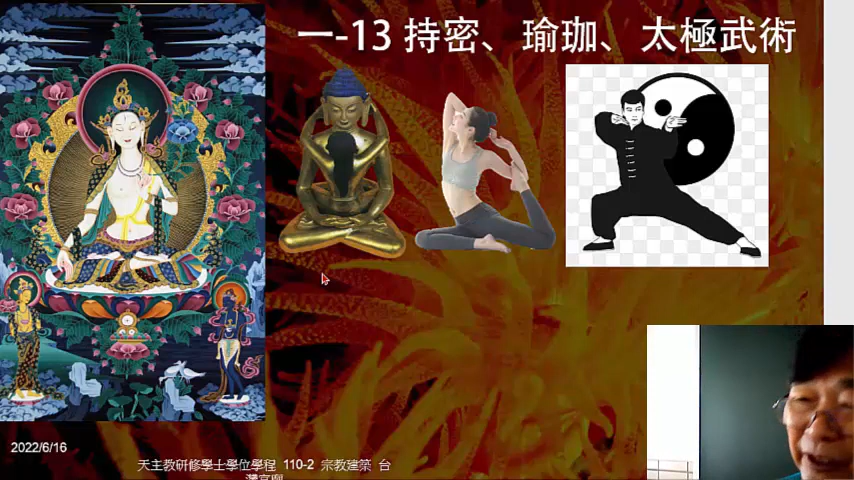 一-13 持密、瑜珈、太極武術
2022/6/16
天主教研修學士學位學程 110-2 宗教建築 台
灣宮廟